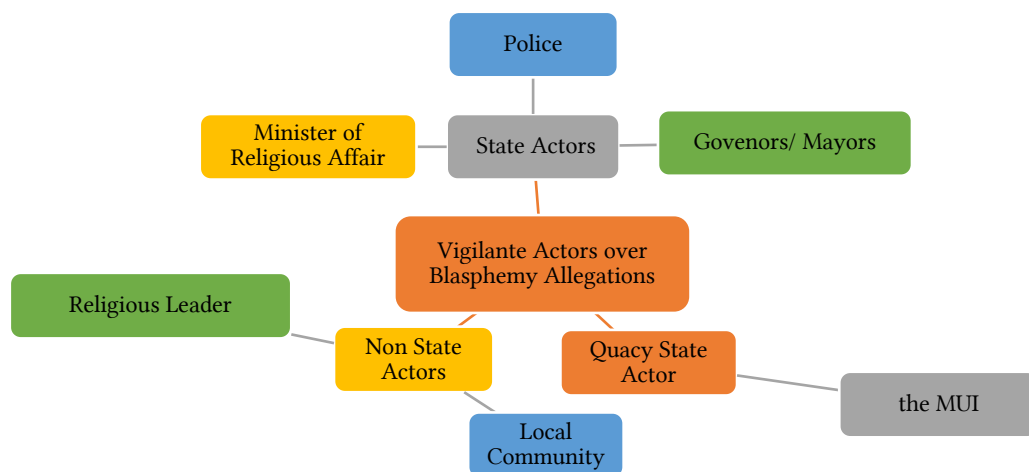 Police
Minister of
Religious Affair
State Actors
Govenors/ Mayors
Vigilante Actors over
Blasphemy Allegations
Religious Leader
Non State
Actors
Quacy State
Actor
the MUI
Local
Community